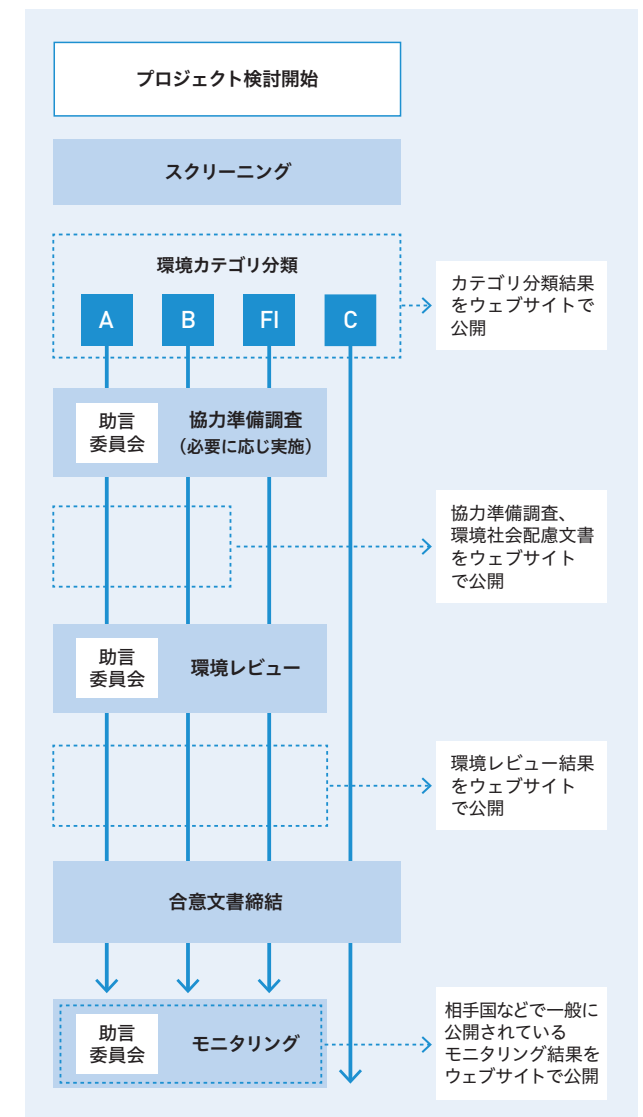 プロジェクト検討開始
スクリーニング
環境カテゴリ分類
A
B
FI
C
カテゴリ分類結果
をウェブサイトで
公開
助言
委員会
協力準備調査
（必要に応じ実施）
協力準備調査、
環境社会配慮文書
をウェブサイト
で公開
助言
委員会
環境レビュー
環境レビュー結果
をウェブサイト
で公開
合意文書締結
助言
委員会
モニタリング
相手国などで一般に
公開されている
モニタリング結果を
ウェブサイトで公開